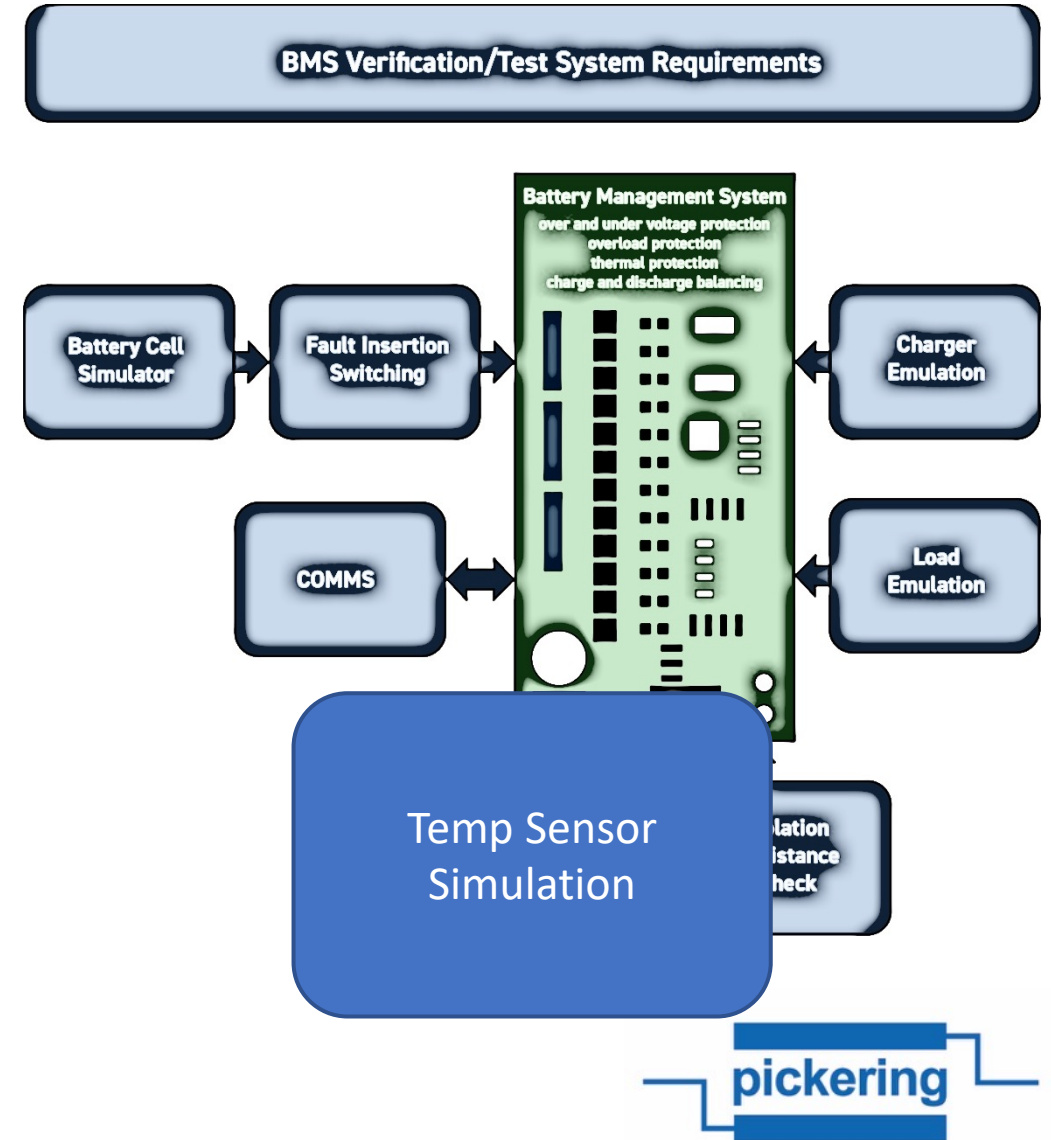 BMS Verification/Test System Requirements
Battery Management System
over and under voltage protection
overload protection
thermal protection
charge and discharge balancing
Battery Cell
Simulator
Fault Insertion
Switching
Charger
Emulation
COMMS
Load
Emulation
Temp Sensor
Simulation
pickering